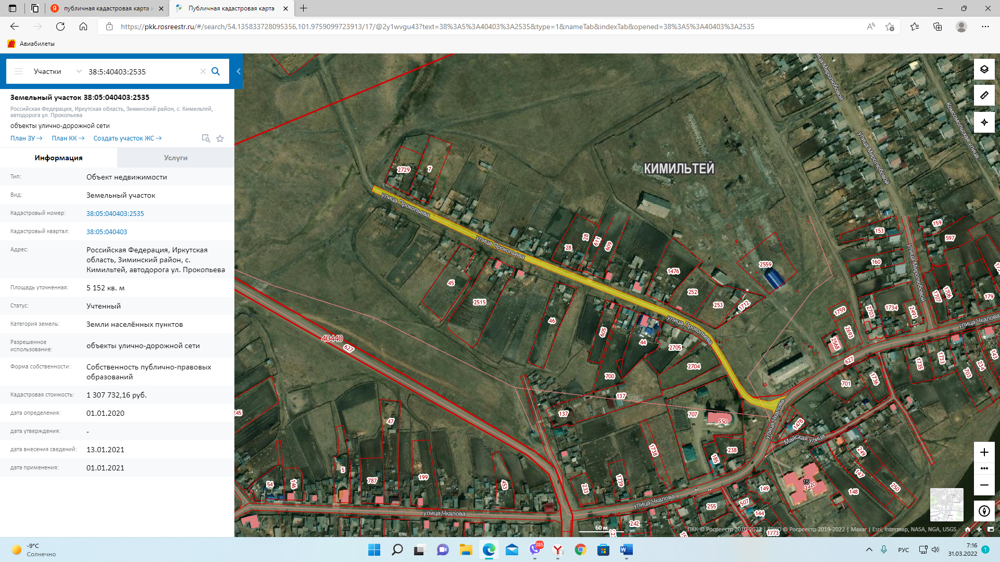 публичная кадастровая карта и
Публичная кадастровая карта
https://pkk.rosreestr.ru/#/search/54.135833728095356,101.9759099723913/17/@2y1wvgu43?text=38%3A5%3A40403%3A2535&type=1&nameTab&indexTab&opened=38%3A5%3A40403%3A2535
Авиабилеты
Участки
38:5:40403:2535
Земельный участок 38:05:040403:2535
Российская Федерация, Иркутская область, Зиминский район, с. Кимильтей,
автодорога ул. Прокопьева
объекты улично-дорожной сети
План ЗУ→ План КК→ Создать участок ЖС→
Информация
Услуги
Тип:
Объект недвижимости
Вид:
Земельный участок
Кадастровый номер:
38:05:040403:2535
Кадастровый квартал:
38:05:040403
Адрес:
Российская Федерация, Иркутская
область, Зиминский район, с.
Кимильтей, автодорога ул. Прокопьева
Площадь уточненная:
5 152 кв. м
Статус:
Учтенный
Категория земель:
Земли населённых пунктов
Разрешенное
использование:
объекты улично-дорожной сети
Форма собственности:
Собственность публично-правовых
образований
Кадастровая стоимость:
1 307 732,16 руб.
дата определения:
01.01.2020
дата утверждения:
-
дата внесения сведений:
13.01.2021
дата применения:
01.01.2021
улица Миролюбовой
Комсомольская улица
улица Миролюбовой
КИМИЛЬТЕЙ
2729
7
улица Прокопьева
улица Прокопьева
28
28
611
609
153
159
597
160
улица Миролюбовой
2559
1476
252
253
1712
45
2515
46
605
44
2705
2704
улица Прокопьева
700
1759
2703
1734
2491
1707
1706
179
улица Чкалова
2693
2568
627
1735
1733
703
234
143
701
1736
40440
627
137
137
707
550
улица Чкалова
1478
Майская улица
245
47
1738
238
185
249
147
250
5
54
146
787
199
453
233
1739
149
15
2420
148
улица Чкалова
улица Чкалова
255
507
144
242
1773
60 м
ПКК © Росреестр 2010-2022 | ЕЭКО © Росреестр 2019-2022 | Maxar | Esri, Intermap, NASA, NGA, USGS
-9°C
Солнечно
385
РУС
7:16
31.03.2022
1